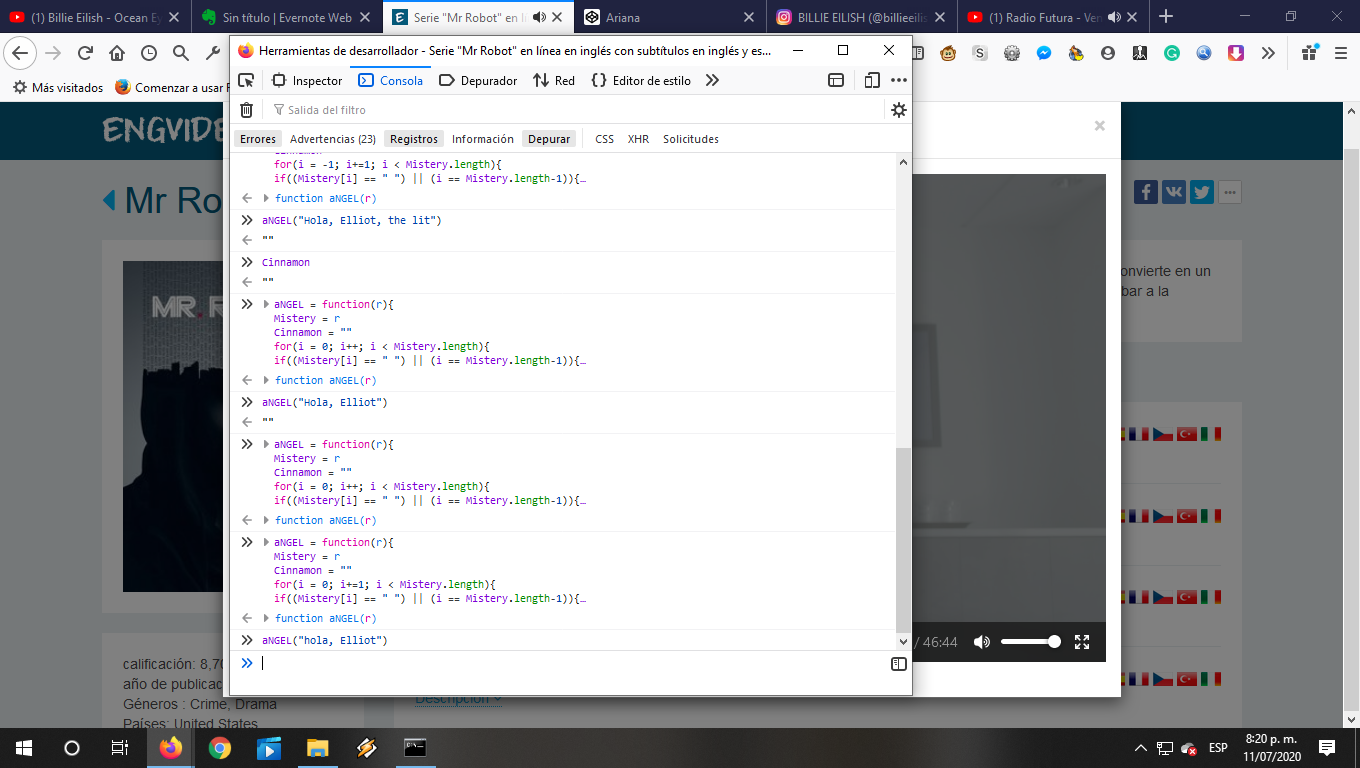 (1) Billie Eilish - Ocean Ey
Sin título | Evernote Web
Serie "Mr Robot" en lí
Ariana
BILLIE EILISH (@billieeilis
(1) Radio Futura - Ven
Herramientas de desarrollador - Serie "Mr Robot" en línea en inglés con subtítulos en inglés y es...
Más visitados
Comenzar a usar F
Inspector
Consola
Depurador
Red
Editor de estilo
Salida del filtro
Errores
Advertencias (23)
Registros
Información
Depurar
CSS
XHR
Solicitudes
ENGVIDE
Mr Ro
MR. R
for(i = -1; i+=1; i < Mistery.length){
if((Mistery[i] == " ") || (i == Mistery.length-1)){…
function aNGEL(r)
aNGEL("Hola, Elliot, the lit")
""
Cinnamon
""
aNGEL = function(r){
Mistery = r
Cinnamon = ""
for(i = 0; i++; i < Mistery.length){
if((Mistery[i] == " ") || (i == Mistery.length-1)){…
function aNGEL(r)
aNGEL("Hola, Elliot")
""
aNGEL = function(r){
Mistery = r
Cinnamon = ""
for(i = 0; i++; i < Mistery.length){
if((Mistery[i] == " ") || (i == Mistery.length-1)){…
function aNGEL(r)
aNGEL = function(r){
Mistery = r
Cinnamon = ""
for(i = 0; i+=1; i < Mistery.length){
if((Mistery[i] == " ") || (i == Mistery.length-1)){…
function aNGEL(r)
aNGEL("hola, Elliot")
onvierte en un
bar a la
/ 46:44
calificación: 8,70
año de publicac
Géneros : Crime, Drama
Países: United States
Descripción
ESP
8:20 p. m.
11/07/2020